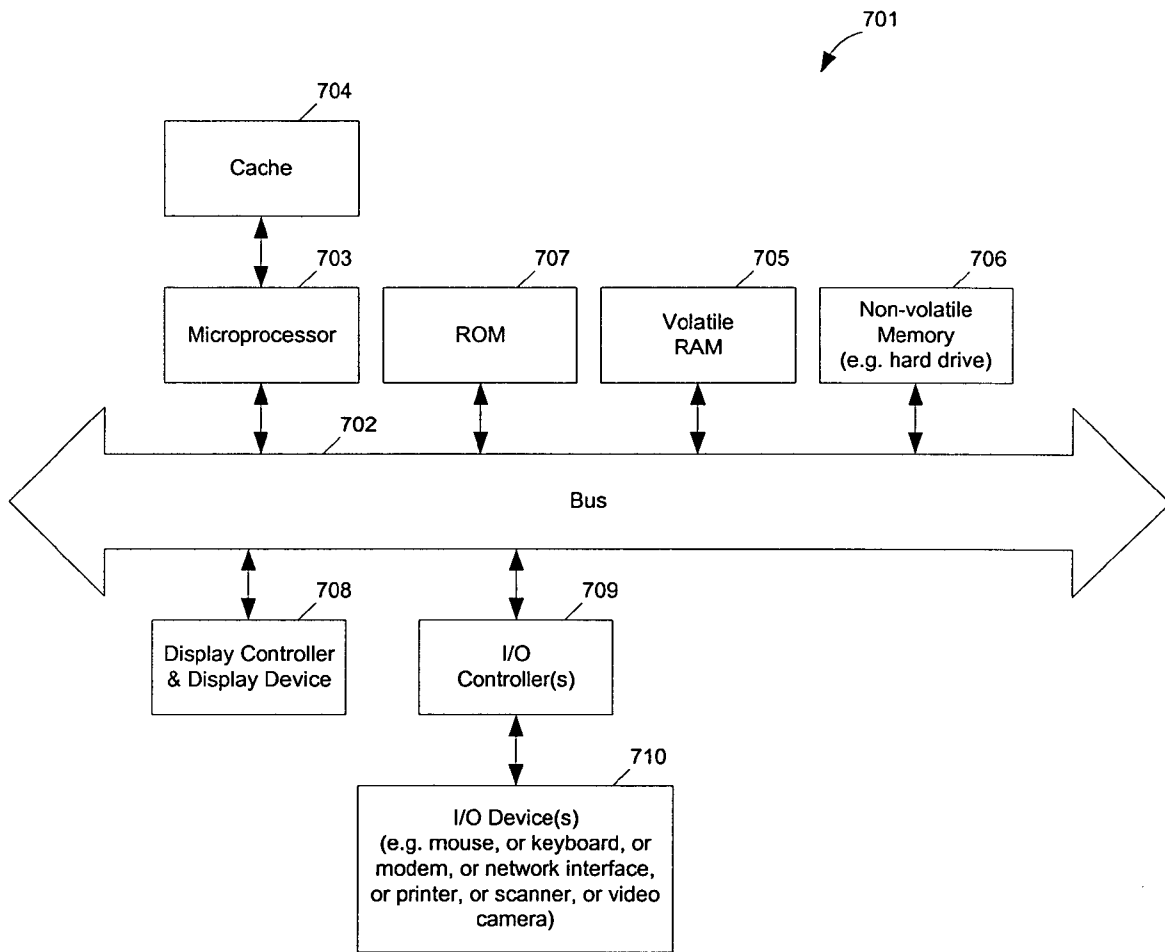 701
704
Cache
703
707
705
706
Microprocessor
ROM
Volatile
RAM
Non-volatile
Memory
(e.g. hard drive)
702
Bus
708
709
Display Controller
& Display Device
I/O
Controller(s)
710
I/O Device(s)
(e.g. mouse, or keyboard, or
modem, or network interface,
or printer, or scanner, or video
camera)